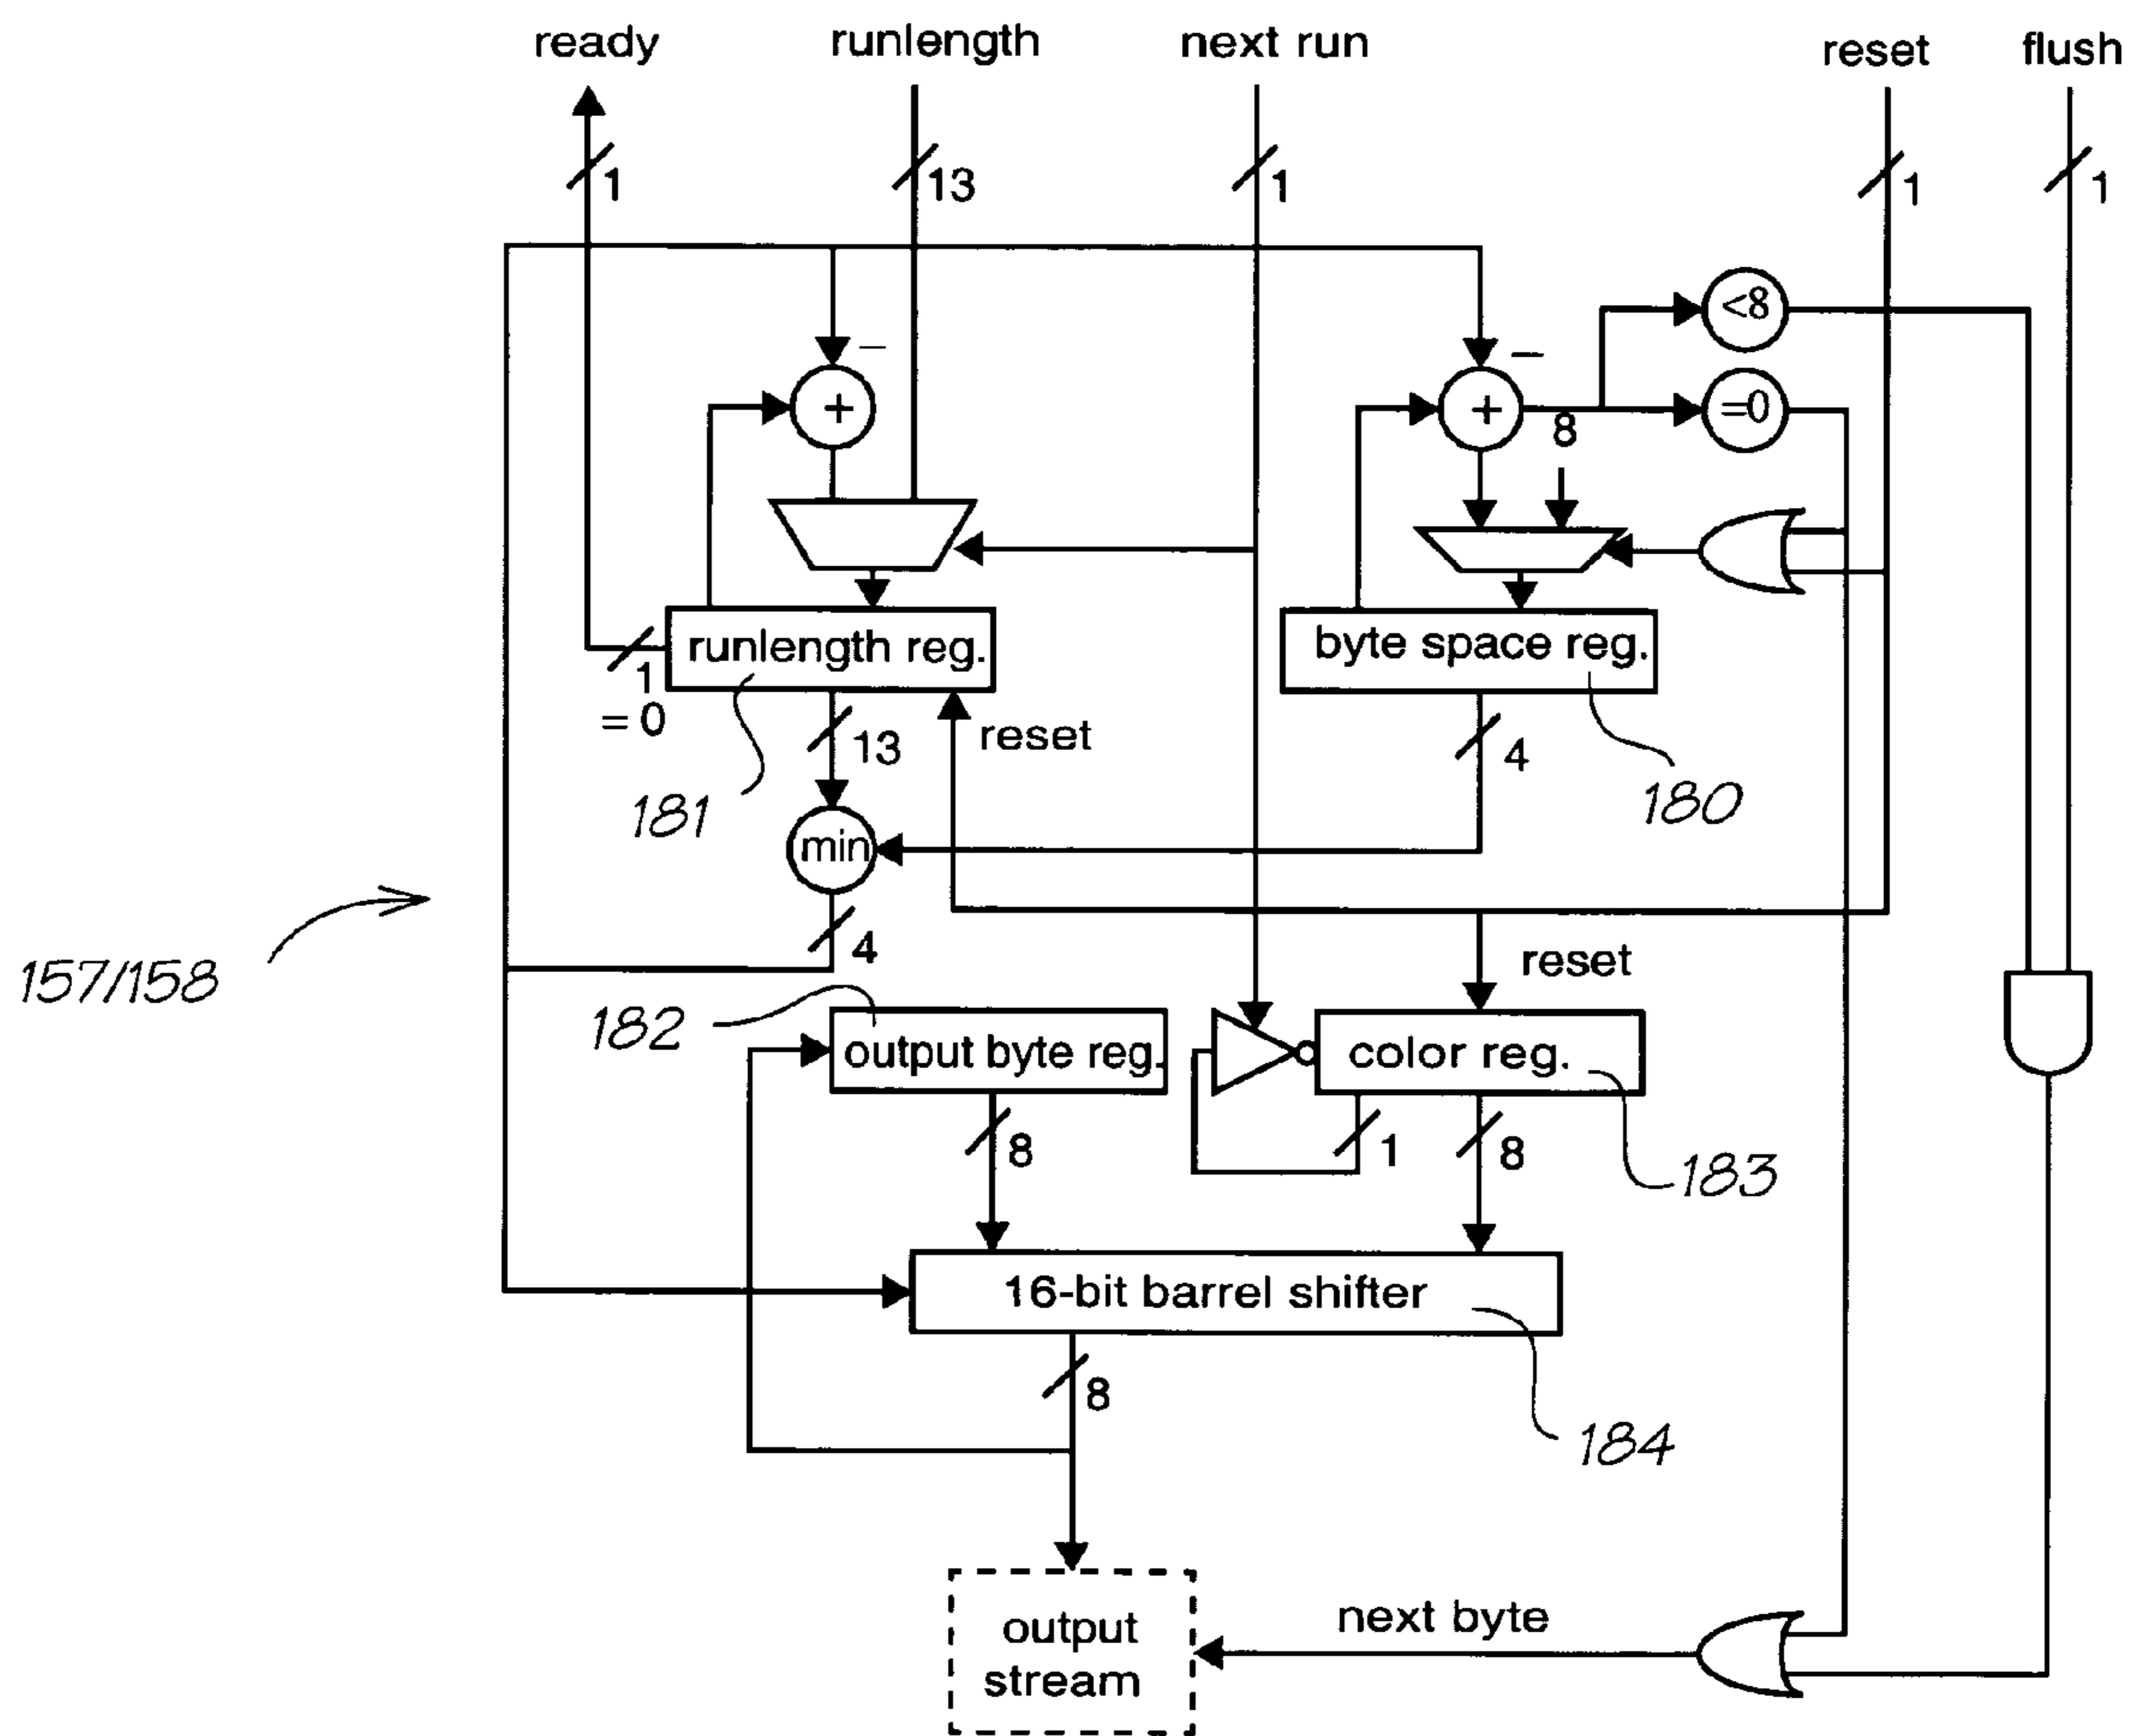 ready
runlength
next run
reset
flush
1
13
1
1
1
<8
–
–
+
+
8
=0
runlength reg.
byte space reg.
1
= 0
13
reset
4
181
180
min
4
reset
157/158
182
output byte reg.
color reg.
8
1
8
183
16-bit barrel shifter
8
184
next byte
output
stream